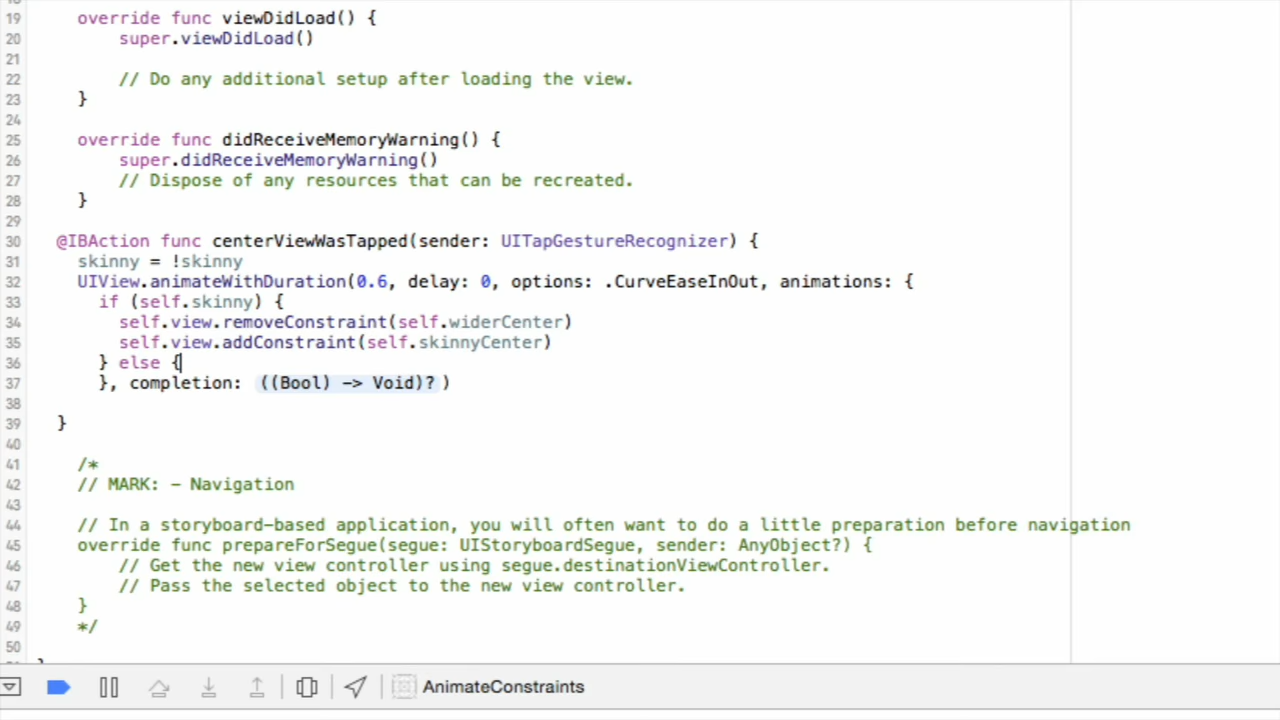 19 override func viewDidLoad() {
20 super.viewDidLoad()
21
22 // Do any additional setup after loading the view.
23 }
24
25 override func didReceiveMemoryWarning() {
26 super.didReceiveMemoryWarning()
27 // Dispose of any resources that can be recreated.
28 }
29
30 @IBAction func centerViewWasTapped(sender: UITapGestureRecognizer) {
31 skinny = !skinny
32 UIView.animateWithDuration(0.6, delay: 0, options: .CurveEaseInOut, animations: {
33 if (self.skinny) {
34 self.view.removeConstraint(self.widerCenter)
35 self.view.addConstraint(self.skinnyCenter)
36 } else {
37 }, completion: ((Bool) -> Void)? )
38
39 }
40
41 /*
42 // MARK: - Navigation
43
44 // In a storyboard-based application, you will often want to do a little preparation before navigation
45 override func prepareForSegue(segue: UIStoryboardSegue, sender: AnyObject?) {
46 // Get the new view controller using segue.destinationViewController.
47 // Pass the selected object to the new view controller.
48 }
49 */
50
AnimateConstraints